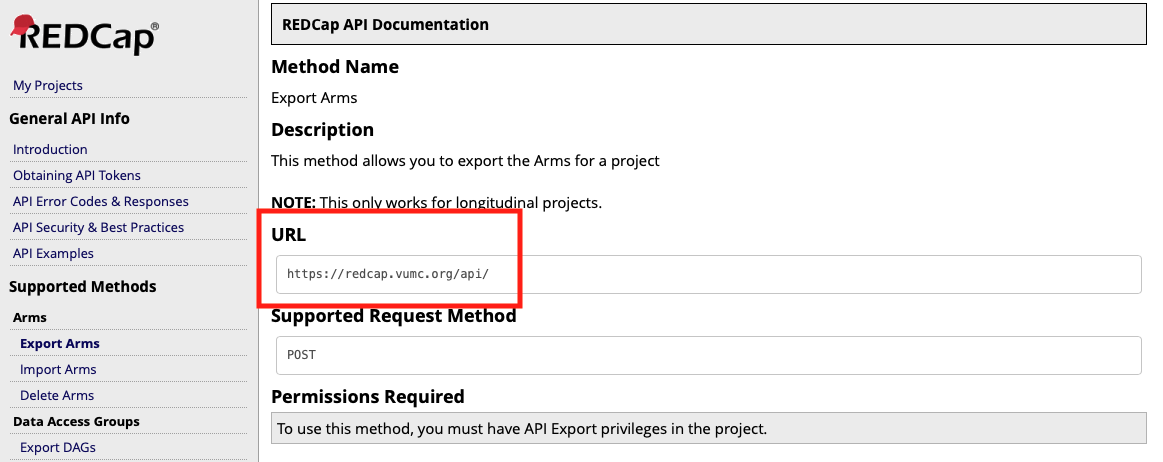 REDCap®
My Projects
General API Info
Introduction
Obtaining API Tokens
API Error Codes & Responses
API Security & Best Practices
API Examples
Supported Methods
Arms
Export Arms
Import Arms
Delete Arms
Data Access Groups
Export DAGs
REDCap API Documentation
Method Name
Export Arms
Description
This method allows you to export the Arms for a project
NOTE: This only works for longitudinal projects.
URL
https://redcap.vumc.org/api/
Supported Request Method
POST
Permissions Required
To use this method, you must have API Export privileges in the project.